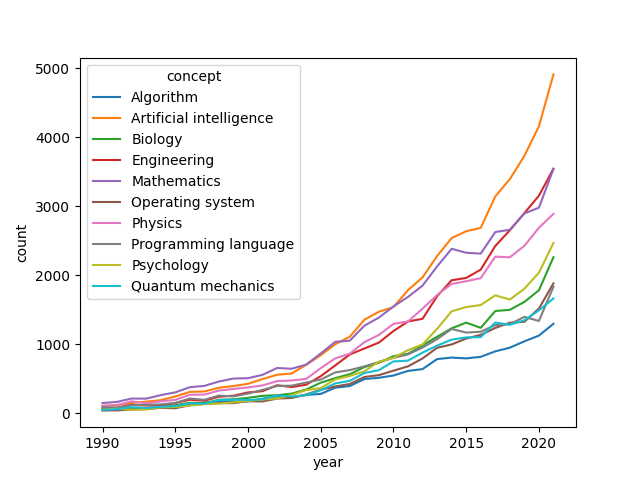 concept
Algorithm
Artificial intelligence
Biology
Engineering
Mathematics
Operating system
Physics
Programming language
Psychology
Quantum mechanics
count
5000
4000
3000
2000
1000
0
1990 1995 2000 2005 2010 2015 2020
year